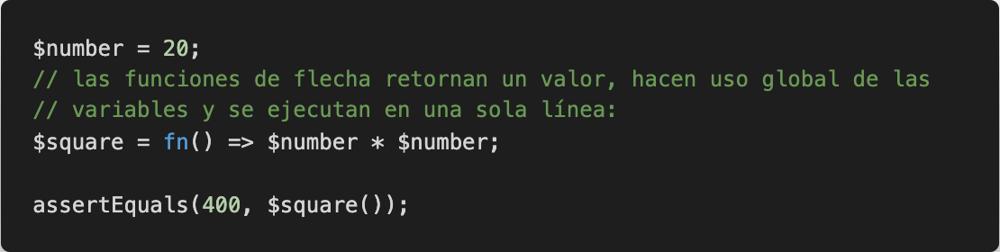 $number = 20;
// las funciones de flecha retornan un valor, hacen uso global de las
// variables y se ejecutan en una sola línea:
$square = fn() => $number * $number;
assertEquals(400, $square());